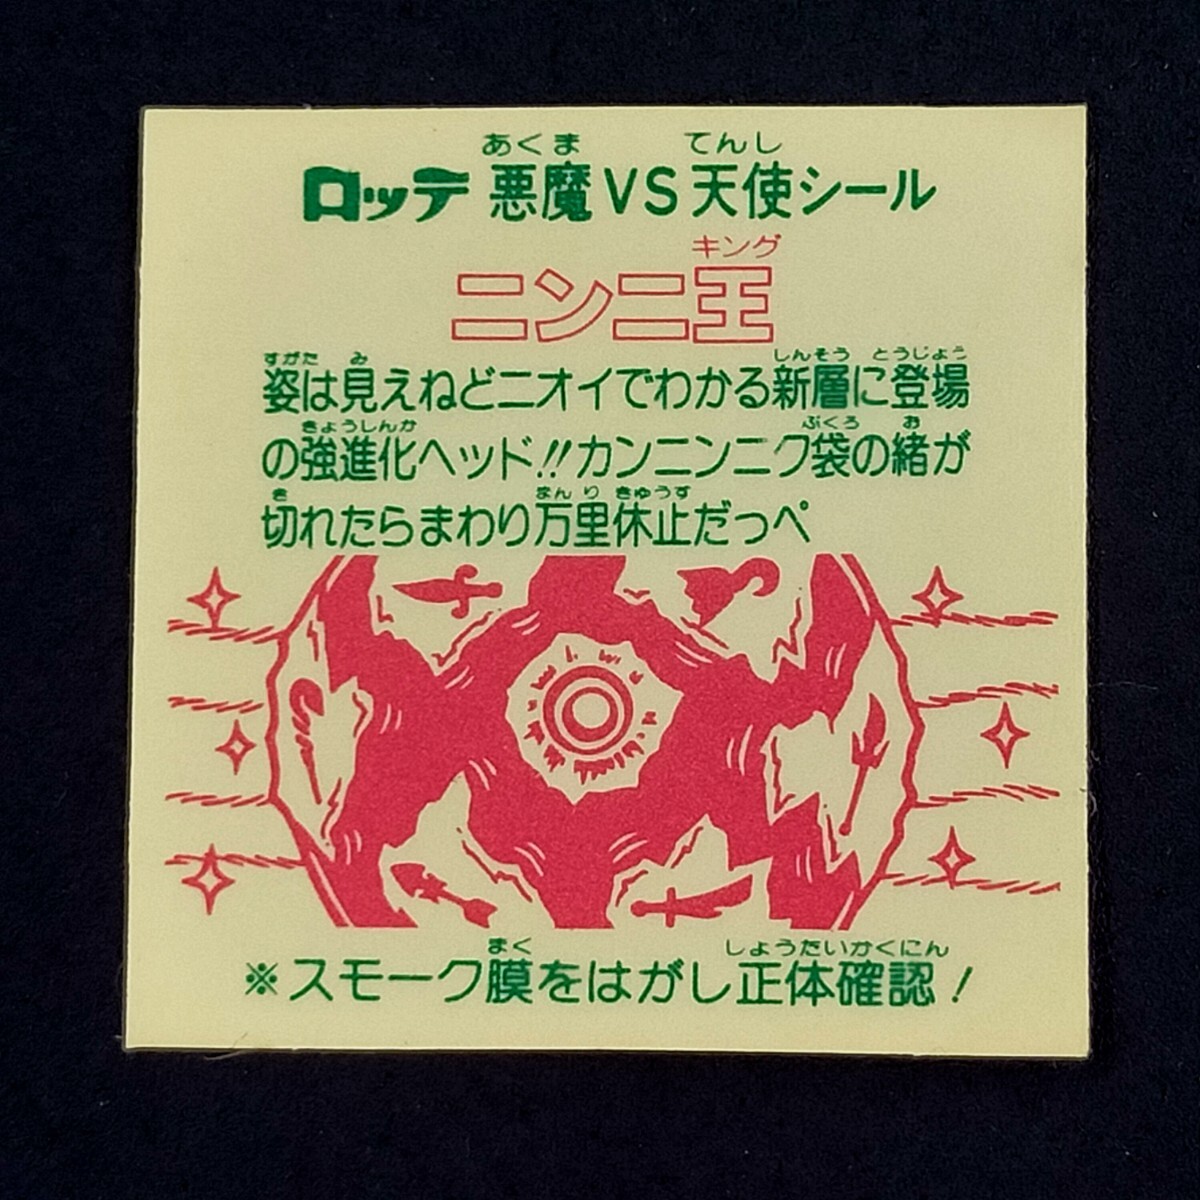 ロッテ 悪魔VS天使シール
あくま てんし
ニンニ王
キング
姿は見えねどニオイでわかる新層に登場
すがた み しんそう とうじょう
の強進化ヘッド!!カンニンニク袋の緒が
きょうしんか ぶくろ お
切れたらまわり万里休止だっペ
き まんり きゅうす
※スモーク膜をはがし正体確認!
まく しょうたいかくにん